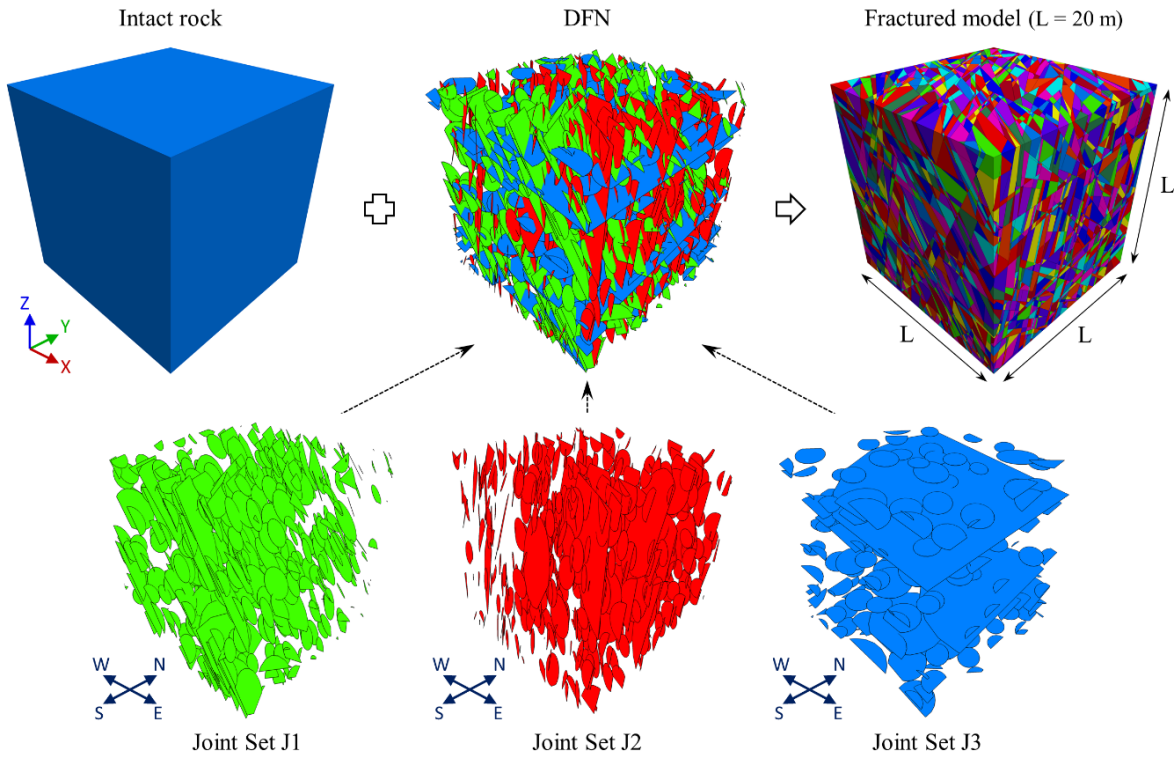 Intact rock
DFN
Fractured model (L = 20 m)
Z
Y
X
L
L
L
W N
S E
W N
S E
W N
S E
Joint Set J1
Joint Set J2
Joint Set J3